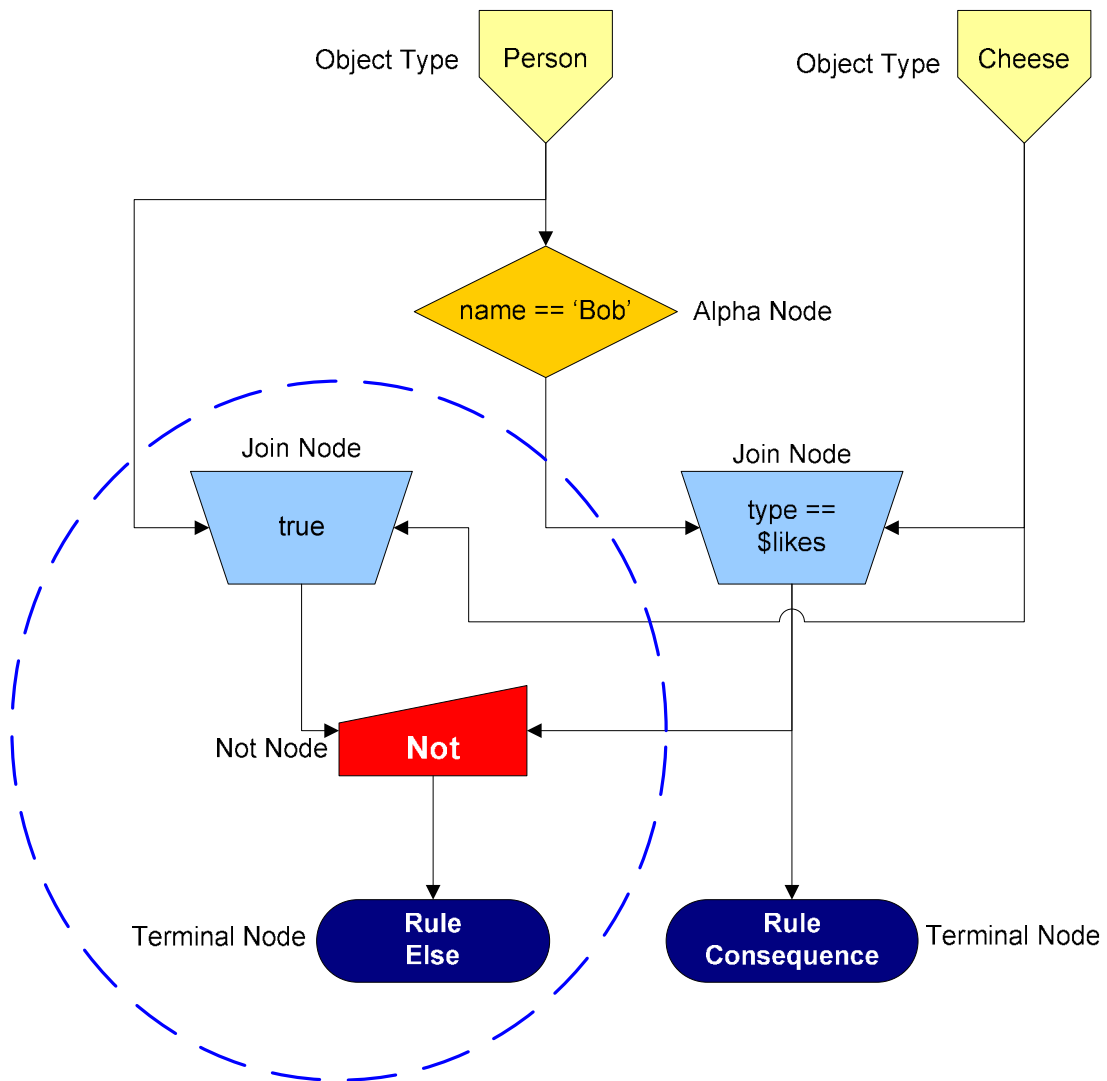 Object Type
Person
Object Type
Cheese
name == ‘Bob’
Alpha Node
Join Node
true
Join Node
type ==
$likes
Not Node
Not
Terminal Node
Rule
Else
Rule
Consequence
Terminal Node